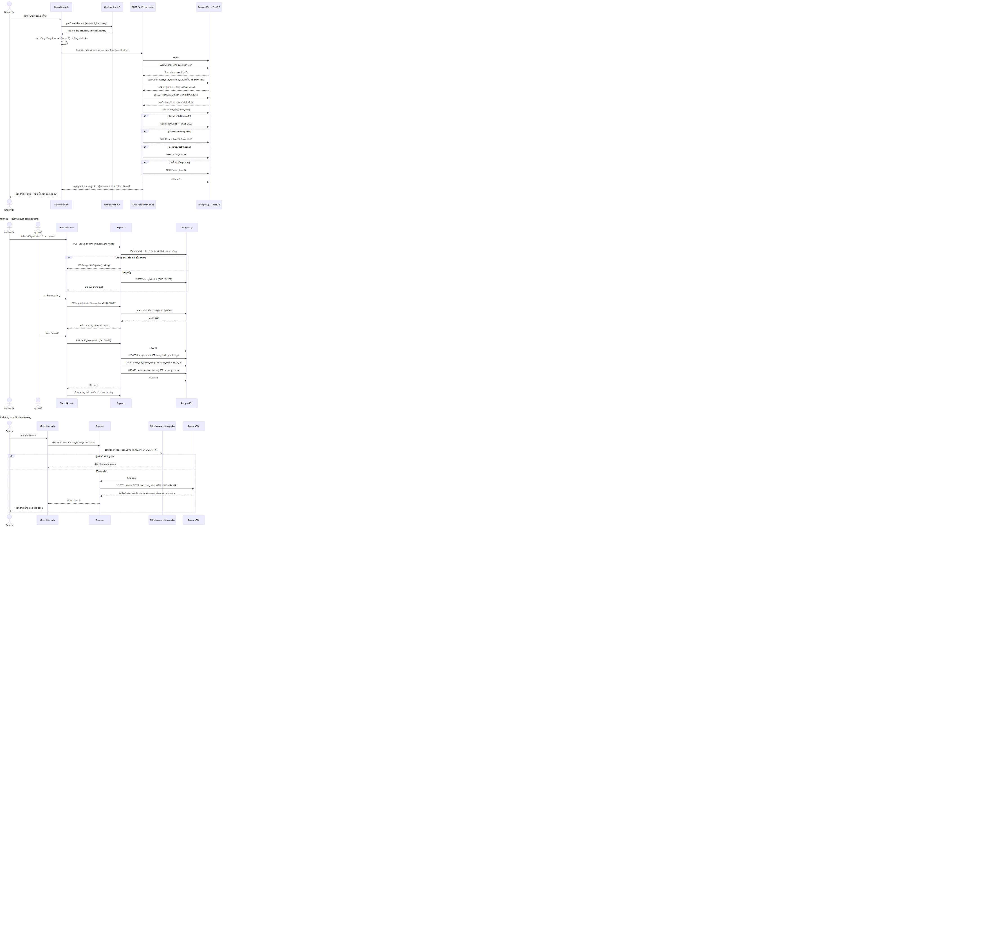 Nhân viên
Giao diện web
Geolocation API
POST /api/cham-cong
PostgreSQL + PostGIS
Bấm "Chấm công VÀO"
getCurrentPosition(enableHighAccuracy)
lat, lon, alt, accuracy, altitudeAccuracy
alt không dùng được — lấy cao độ từ tầng khai báo
{loai, kinh_do, vi_do, cao_do, tang_khai_bao, thiết bị}
BEGIN
SELECT khối MAP của nhân viên
P, z_min, z_max, δxy, δz
SELECT kiem_tra_bao_ham(khu_vuc, điểm, độ chính xác)
HOP_LE | NGHI_NGO | NGOAI_VUNG
SELECT kiem_tra_r2(nhân viên, điểm, now())
có/không dịch chuyển bất khả thi
INSERT ban_ghi_cham_cong
alt
[Lệch khỏi dải cao độ]
INSERT canh_bao R1 (mức CAO)
alt
[Vận tốc vượt ngưỡng]
INSERT canh_bao R2 (mức CAO)
alt
[accuracy bất thường]
INSERT canh_bao R3
alt
[Thiết bị dùng chung]
INSERT canh_bao R4
COMMIT
trạng thái, khoảng cách, lệch cao độ, danh sách cảnh báo
Hiển thị kết quả + vẽ điểm lên bản đồ 3D
Nhân viên
Giao diện web
Geolocation API
POST /api/cham-cong
PostgreSQL + PostGIS
trình tự — gửi và duyệt đơn giải trình
Nhân viên
Quản lý
Giao diện web
Express
PostgreSQL
Bấm "Gửi giải trình" ở tab Lịch sử
POST /api/giai-trinh {ma_ban_ghi, ly_do}
Kiểm tra bản ghi có thuộc về nhân viên không
alt
[Không phải bản ghi của mình]
403 Bản ghi không thuộc về bạn
[Hợp lệ]
INSERT don_giai_trinh (CHO_DUYET)
Đã gửi, chờ duyệt
Mở tab Quản lý
GET /api/giai-trinh?trang_thai=CHO_DUYET
SELECT đơn kèm bản ghi và vị trí 3D
Danh sách
Hiển thị bảng đơn chờ duyệt
Bấm "Duyệt"
PUT /api/giai-trinh/:id {DA_DUYET}
BEGIN
UPDATE don_giai_trinh SET trang_thai, nguoi_duyet
UPDATE ban_ghi_cham_cong SET trang_thai = 'HOP_LE'
UPDATE canh_bao_bat_thuong SET da_xu_ly = true
COMMIT
Đã duyệt
Tải lại bảng điều khiển và báo cáo công
Nhân viên
Quản lý
Giao diện web
Express
PostgreSQL
trình tự — xuất báo cáo công
Quản lý
Giao diện web
Express
Middleware phân quyền
PostgreSQL
Mở tab Quản lý
GET /api/bao-cao/cong?thang=YYYY-MM
canDangNhap + canCoVaiTro(QUAN_LY, QUAN_TRI)
alt
[Vai trò không đủ]
403 Không đủ quyền
[Đủ quyền]
Cho qua
SELECT ... count FILTER theo trang_thai, GROUP BY nhân viên
Số lượt vào, hợp lệ, nghi ngờ, ngoài vùng, số ngày công
JSON báo cáo
Hiển thị bảng báo cáo công
Quản lý
Giao diện web
Express
Middleware phân quyền
PostgreSQL